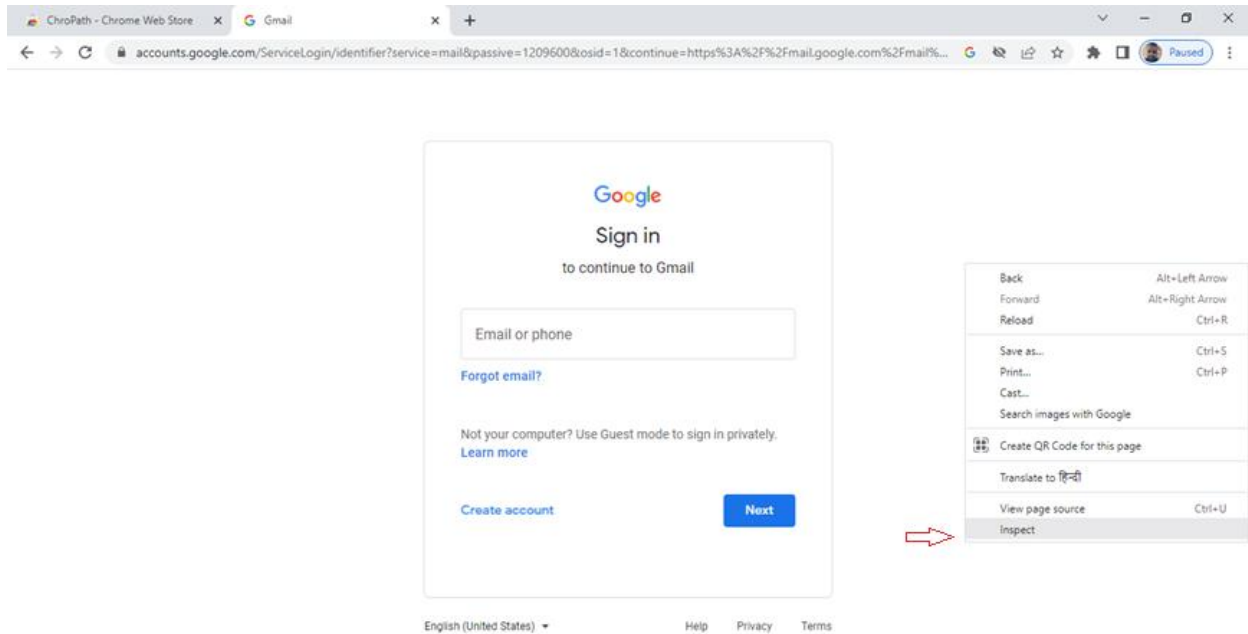 ChroPath - Chrome Web Store
Gmail
accounts.google.com/ServiceLogin/identifier?service=mail&passive=1209600&osid=1&continue=https%3A%2F%2Fmail.google.com%2Fmail%...
Paused
Google
Sign in
to continue to Gmail
Email or phone
Forgot email?
Not your computer? Use Guest mode to sign in privately.
Learn more
Create account
Next
English (United States)
Help Privacy Terms
Back Alt+Left Arrow
Forward Alt+Right Arrow
Reload Ctrl+R
Save as... Ctrl+S
Print... Ctrl+P
Cast...
Search images with Google
Create QR Code for this page
Translate to हिन्दी
View page source Ctrl+U
Inspect